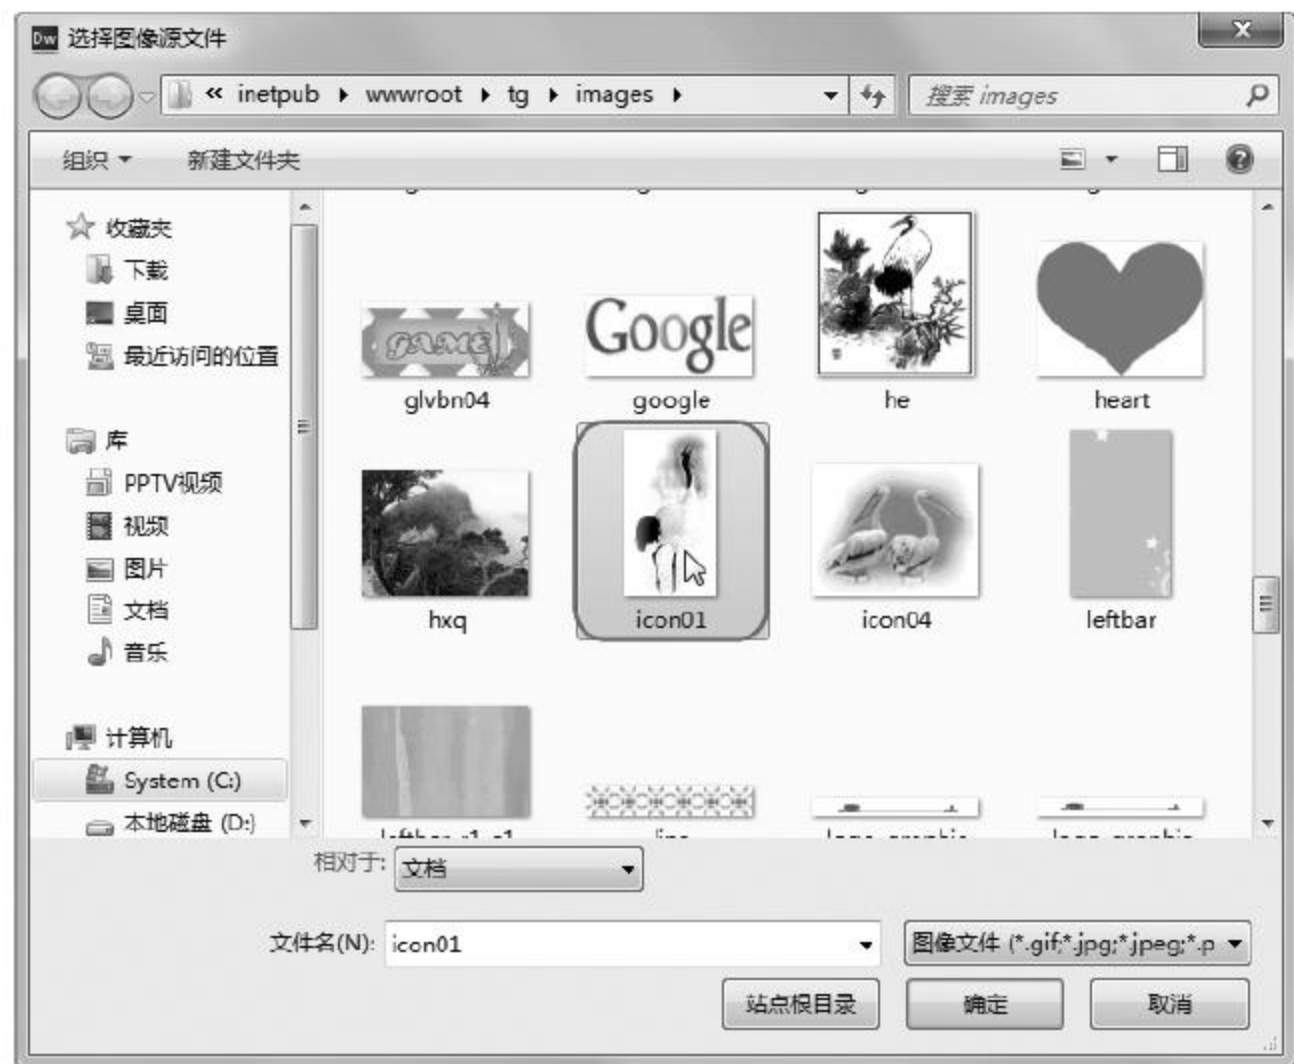 Dw 选择图像源文件
« inetpub ▸ wwwroot ▸ tg ▸ images ▸
搜索 images
组织 新建文件夹
收藏夹
下载
桌面
最近访问的位置
库
PPTV视频
视频
图片
文档
音乐
计算机
System (C:)
本地磁盘 (D:)
GAME
Google
glvbn04 google he heart
hxq icon01 icon04 leftbar
相对于: 文档
文件名(N): icon01 图像文件 (*.gif;*.jpg;*.jpeg;*.p
站点根目录 确定 取消